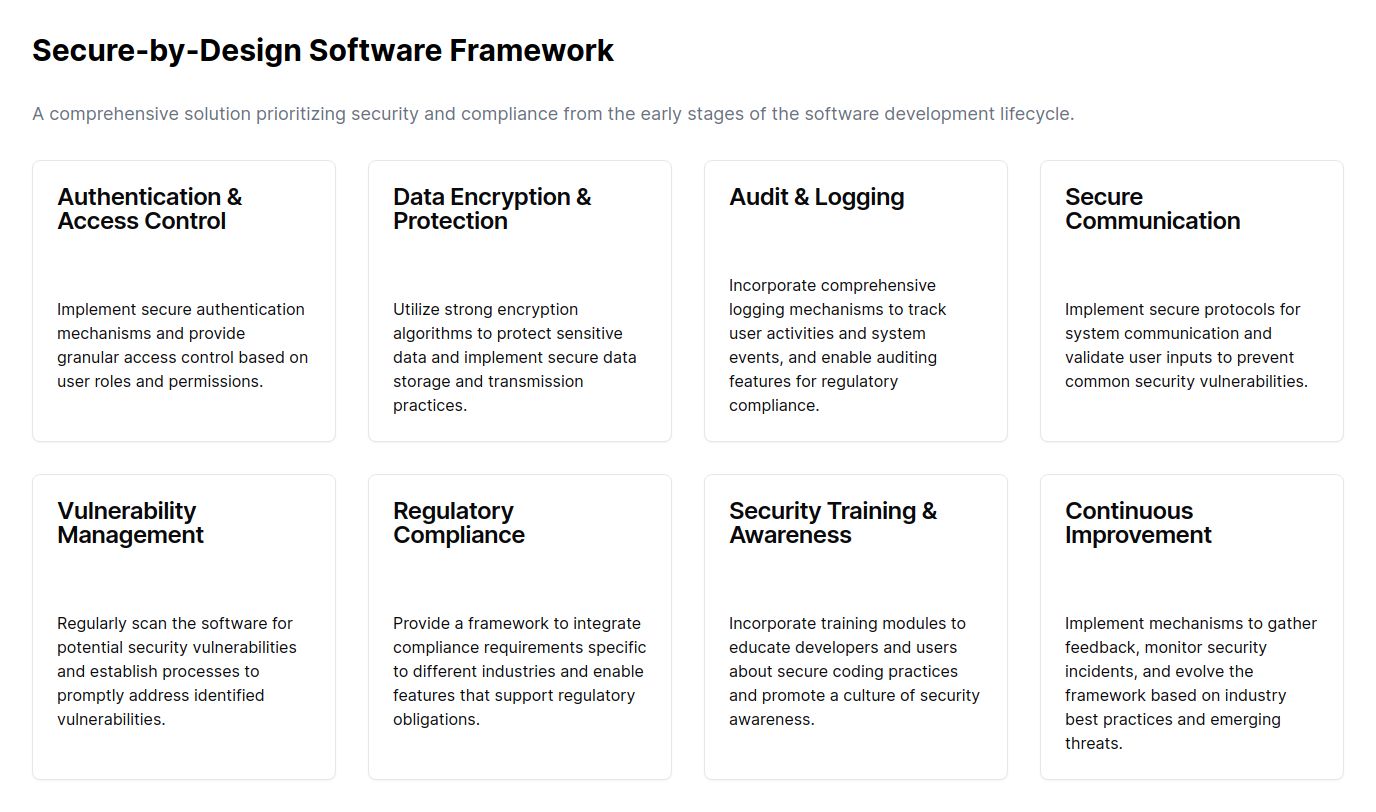 Secure-by-Design Software Framework
A comprehensive solution prioritizing security and compliance from the early stages of the software development lifecycle.
Authentication &
Access Control
Implement secure authentication
mechanisms and provide
granular access control based on
user roles and permissions.
Data Encryption &
Protection
Utilize strong encryption
algorithms to protect sensitive
data and implement secure data
storage and transmission
practices.
Audit & Logging
Incorporate comprehensive
logging mechanisms to track
user activities and system
events, and enable auditing
features for regulatory
compliance.
Secure
Communication
Implement secure protocols for
system communication and
validate user inputs to prevent
common security vulnerabilities.
Vulnerability
Management
Regularly scan the software for
potential security vulnerabilities
and establish processes to
promptly address identified
vulnerabilities.
Regulatory
Compliance
Provide a framework to integrate
compliance requirements specific
to different industries and enable
features that support regulatory
obligations.
Security Training &
Awareness
Incorporate training modules to
educate developers and users
about secure coding practices
and promote a culture of security
awareness.
Continuous
Improvement
Implement mechanisms to gather
feedback, monitor security
incidents, and evolve the
framework based on industry
best practices and emerging
threats.